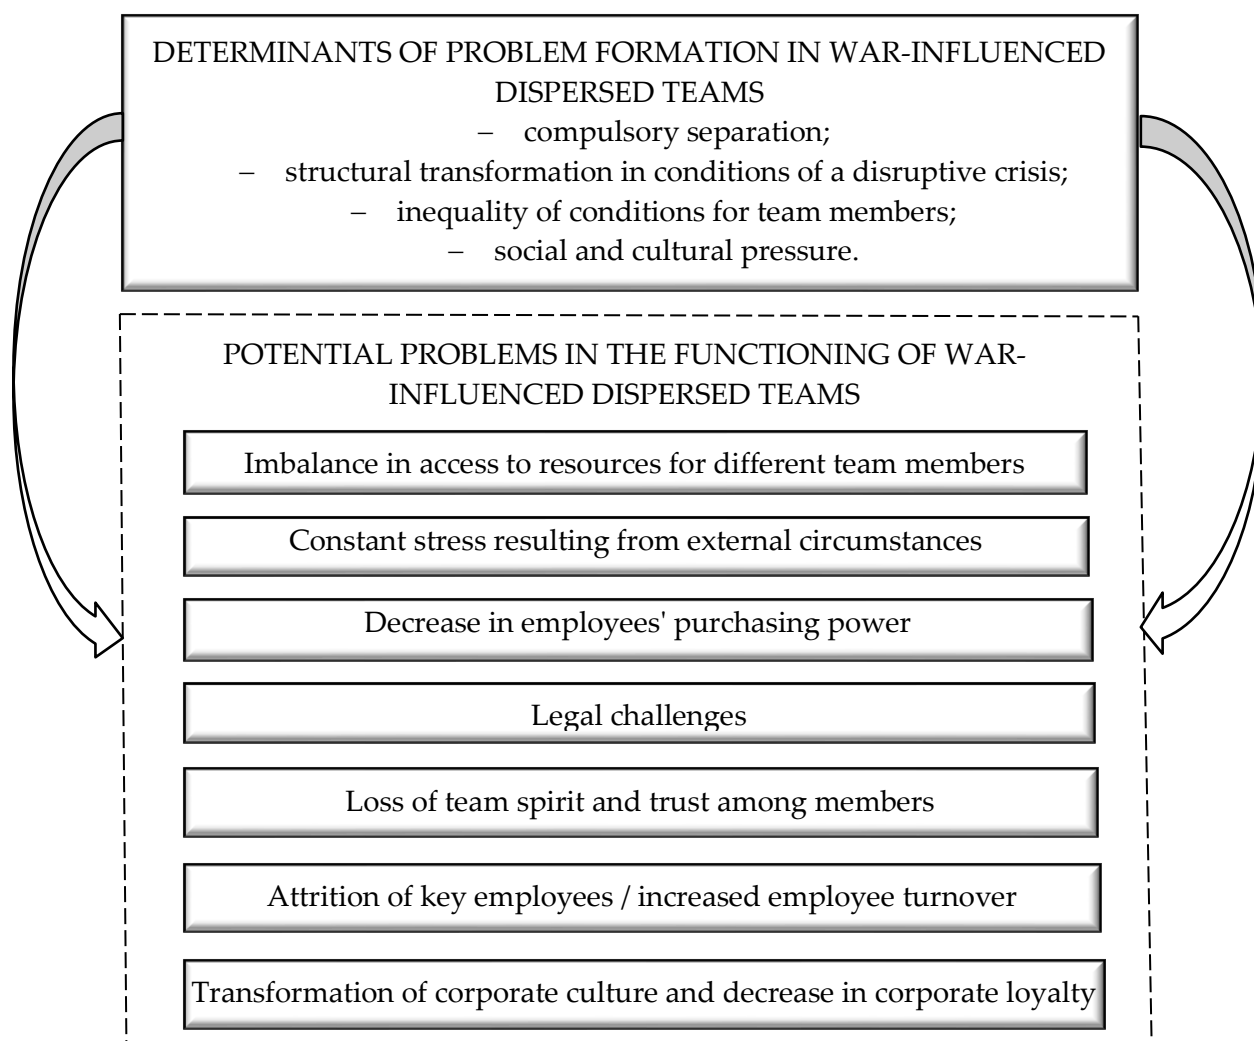 DETERMINANTS OF PROBLEM FORMATION IN WAR-INFLUENCED
DISPERSED TEAMS
– compulsory separation;
– structural transformation in conditions of a disruptive crisis;
– inequality of conditions for team members;
– social and cultural pressure.
POTENTIAL PROBLEMS IN THE FUNCTIONING OF WAR-
INFLUENCED DISPERSED TEAMS
Imbalance in access to resources for different team members
Constant stress resulting from external circumstances
Decrease in employees' purchasing power
Legal challenges
Loss of team spirit and trust among members
Attrition of key employees / increased employee turnover
Transformation of corporate culture and decrease in corporate loyalty